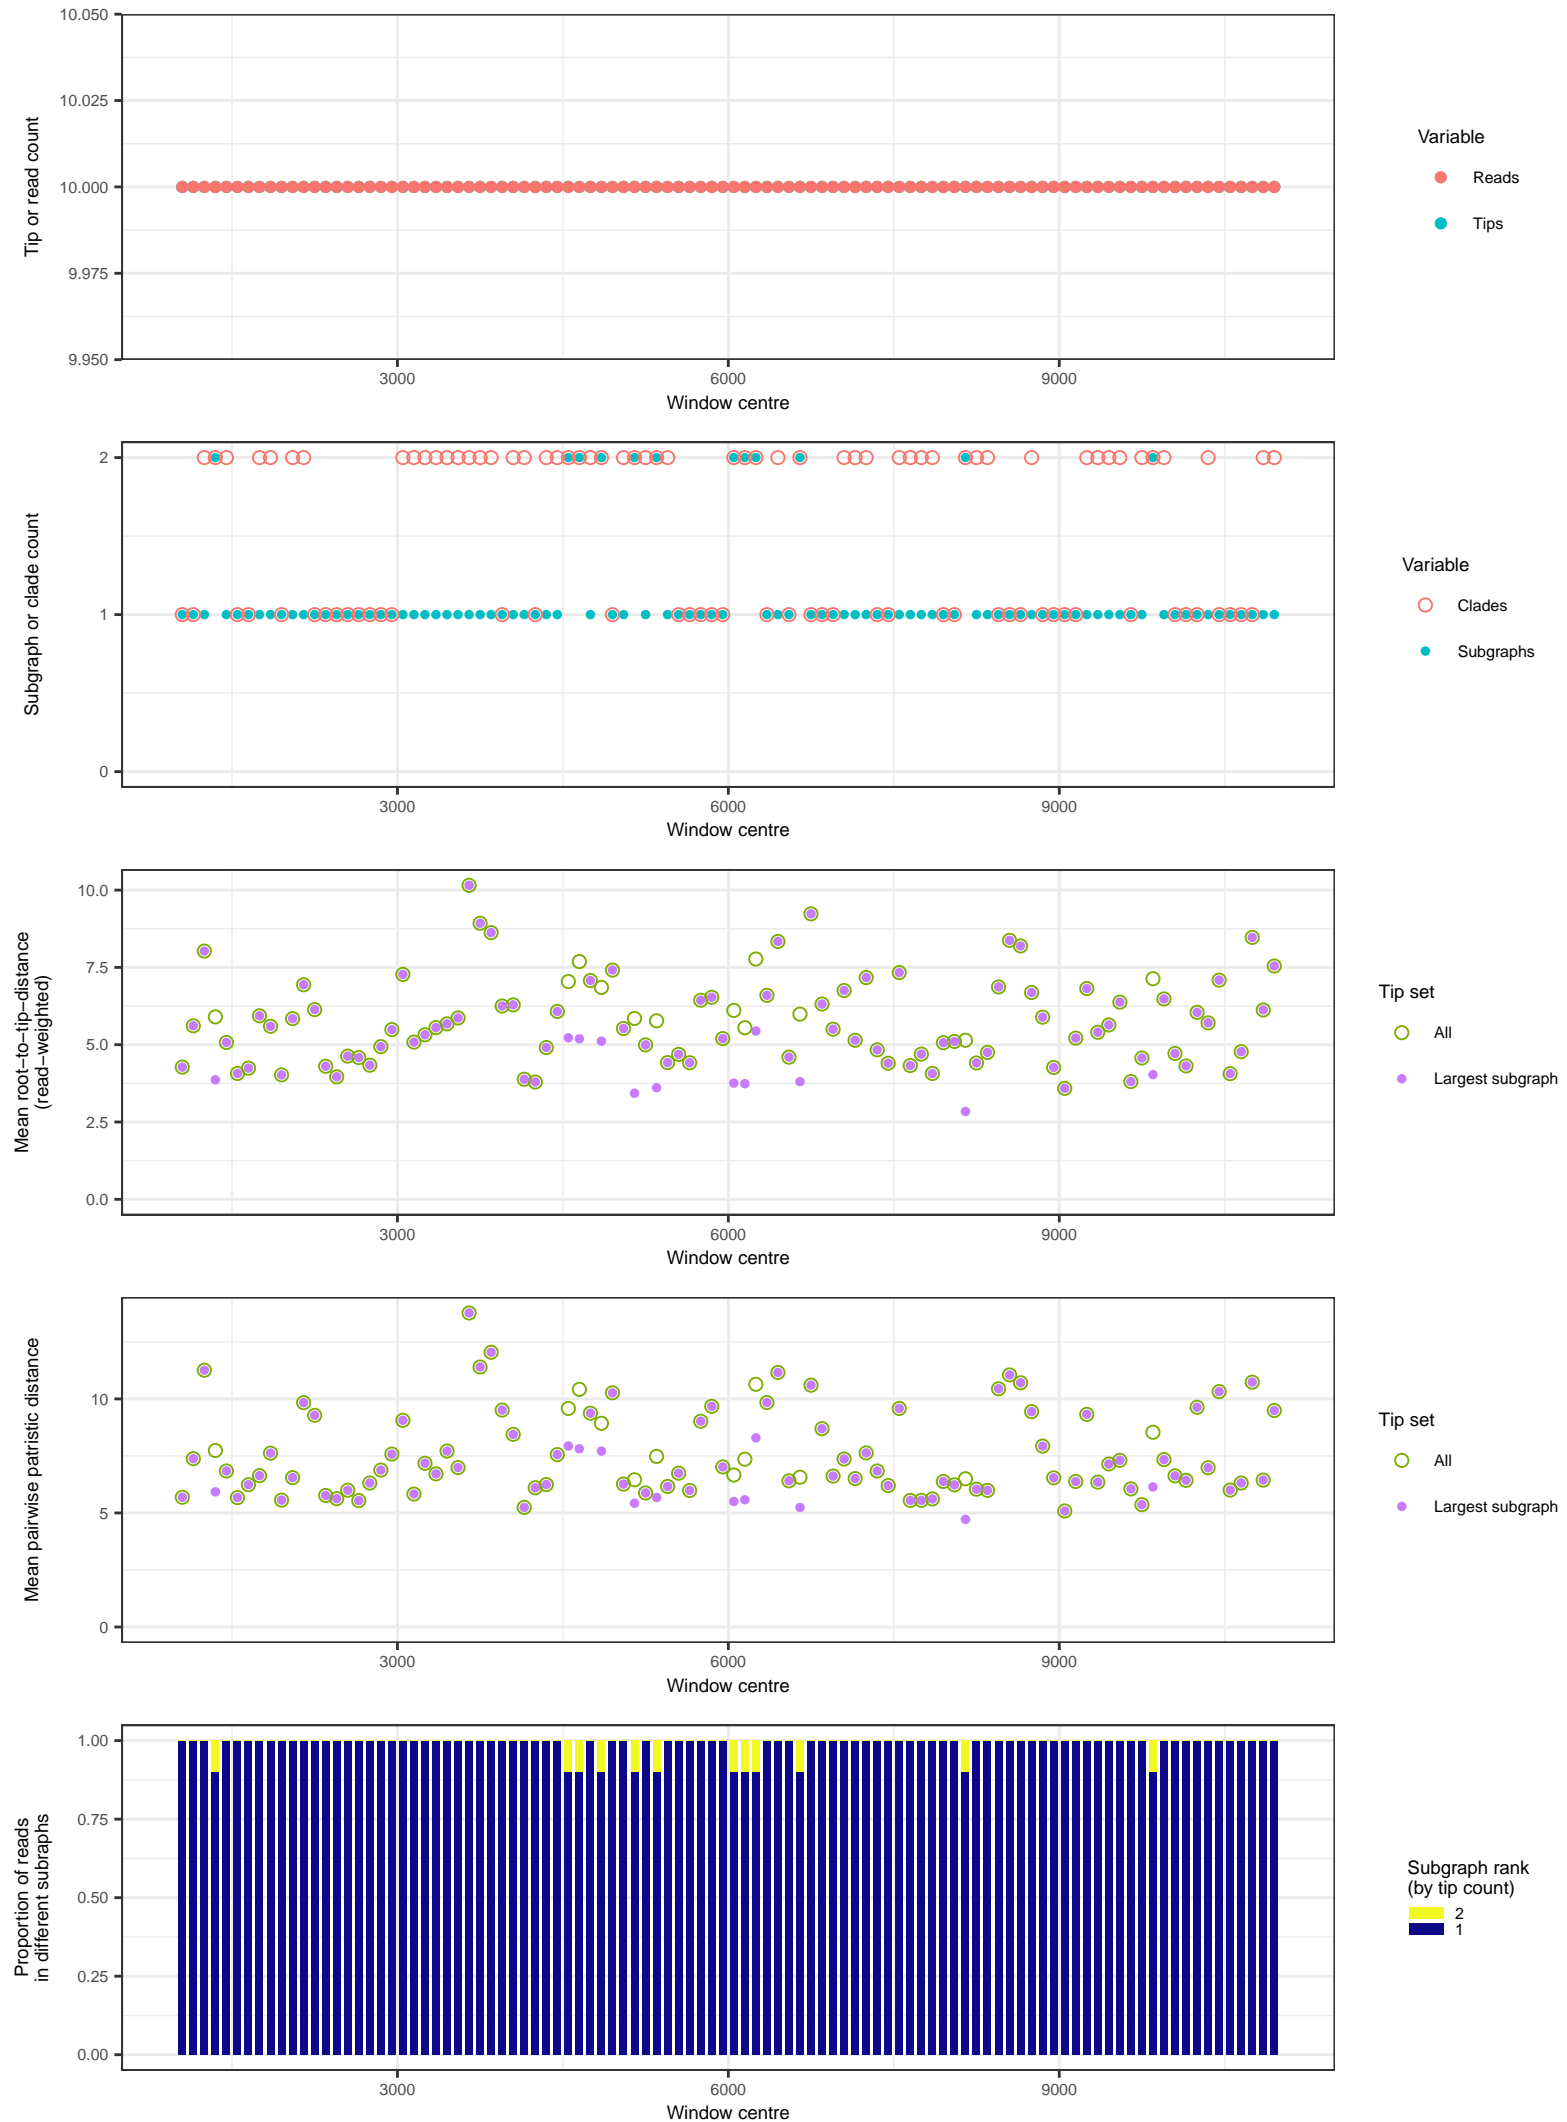 10.050
10.025
10.000
9.975
9.950
Tip or read count
3000
6000
9000
Window centre
Variable
Reads
Tips
2
1
0
Subgraph or clade count
3000
6000
9000
Window centre
Variable
Clades
Subgraphs
10.0
7.5
5.0
2.5
0.0
Mean root−to−tip−distance
(read−weighted)
3000
6000
9000
Window centre
Tip set
All
Largest subgraph
10
5
0
Mean pairwise patristic distance
3000
6000
9000
Window centre
Tip set
All
Largest subgraph
1.00
0.75
0.50
0.25
0.00
Proportion of reads
in different subraphs
3000
6000
9000
Window centre
Subgraph rank
(by tip count)
2
1